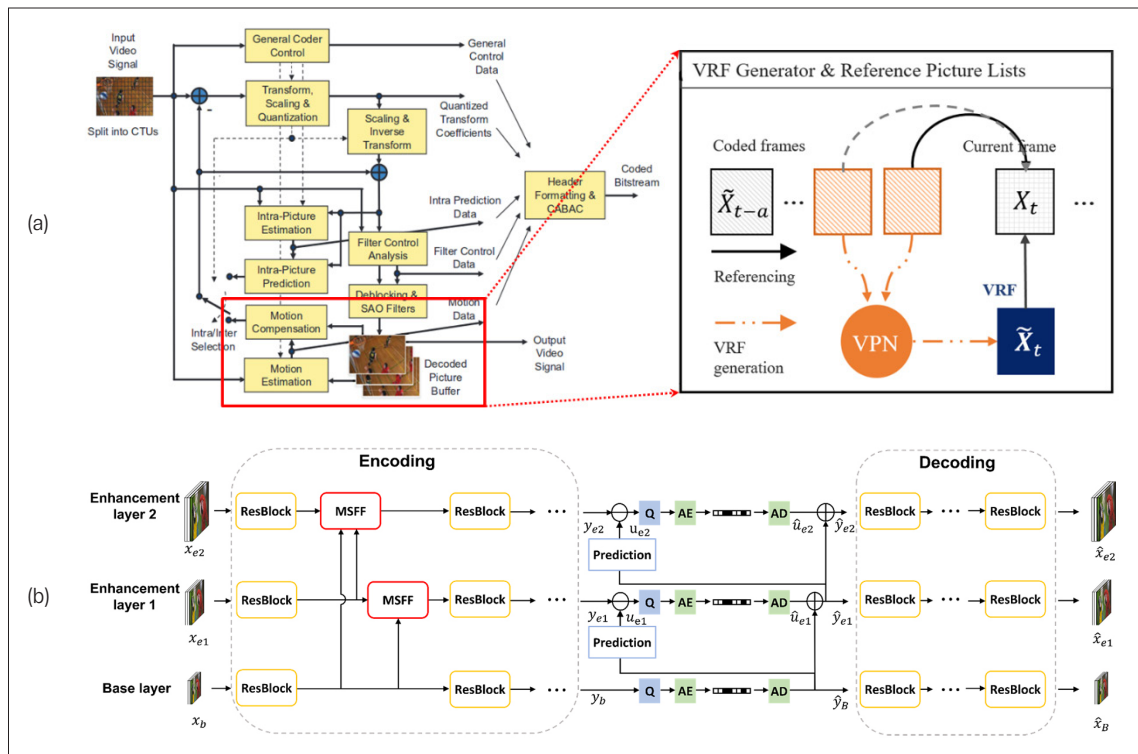 (a)
Input
Video
Signal
Split into CTUs
General Coder
Control
Transform,
Scaling &
Quantization
-
Scaling &
Inverse
Transform
General
Control
Data
Quantized
Transform
Coefficients
Coded
Bitstream
Header
Formatting &
CABAC
Intra-Picture
Estimation
Intra Prediction
Data
Filter Control
Analysis
Filter Control
Data
Intra-Picture
Prediction
Deblocking &
SAO Filters
Motion
Data
Intra/Inter
Selection
Motion
Compensation
Motion
Estimation
Decoded
Picture
Buffer
Output
Video
Signal
VRF Generator & Reference Picture Lists
Coded frames
Current frame
X̃t−a
...
Xt
...
Referencing
VRF
VRF
generation
VPN
X̃t
(b)
Encoding
Decoding
Enhancement
layer 2
xe2
ResBlock
MSFF
ResBlock
...
ye2
ue2
Q
AE
AD
ûe2
ŷe2
ResBlock
...
ResBlock
x̂e2
Prediction
Enhancement
layer 1
xe1
ResBlock
MSFF
ResBlock
...
ye1
ue1
Q
AE
AD
ûe1
ŷe1
ResBlock
...
ResBlock
x̂e1
Prediction
Base layer
xb
ResBlock
ResBlock
...
yb
Q
AE
AD
ŷB
ResBlock
...
ResBlock
x̂B